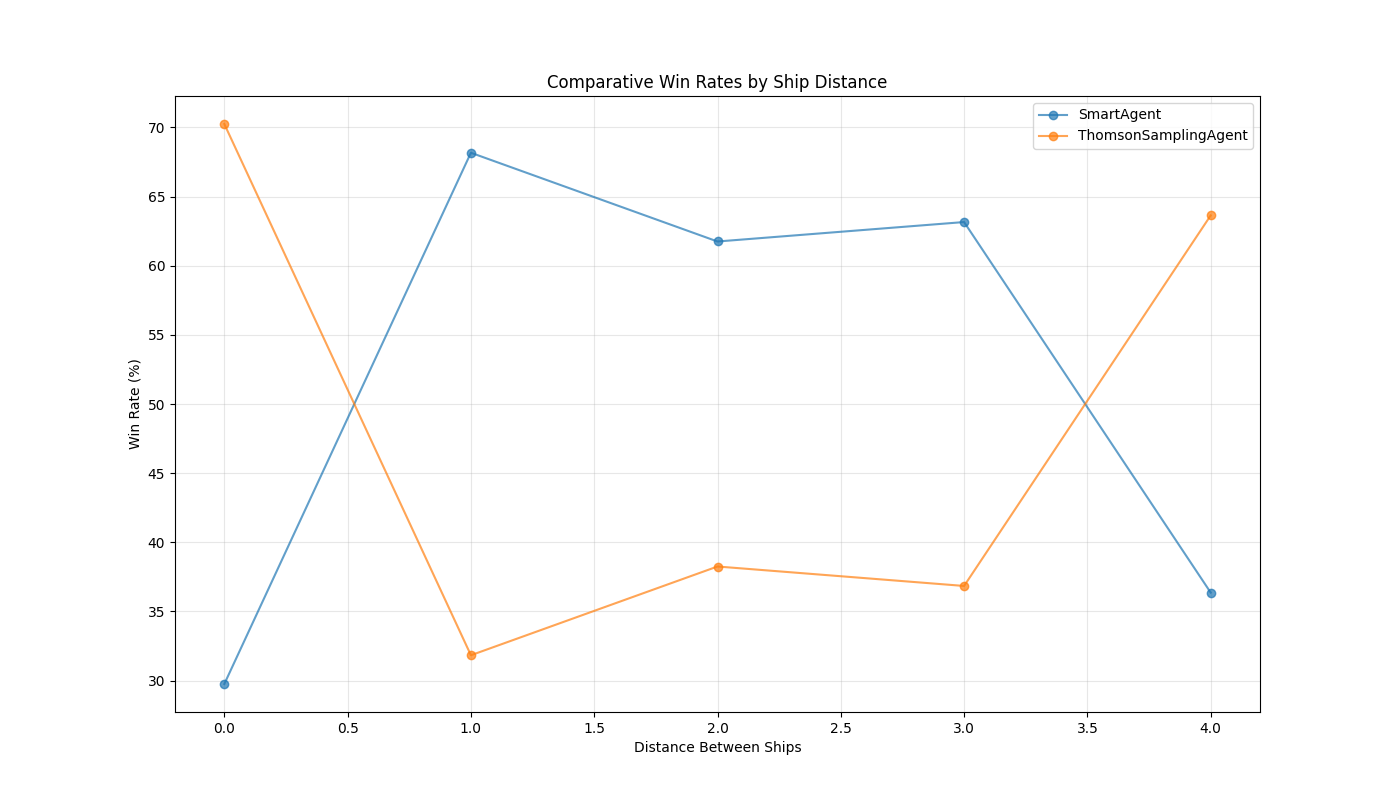 Comparative Win Rates by Ship Distance
SmartAgent
ThomsonSamplingAgent
70
65
60
55
50
45
40
35
30
Win Rate (%)
0.0 0.5 1.0 1.5 2.0 2.5 3.0 3.5 4.0
Distance Between Ships